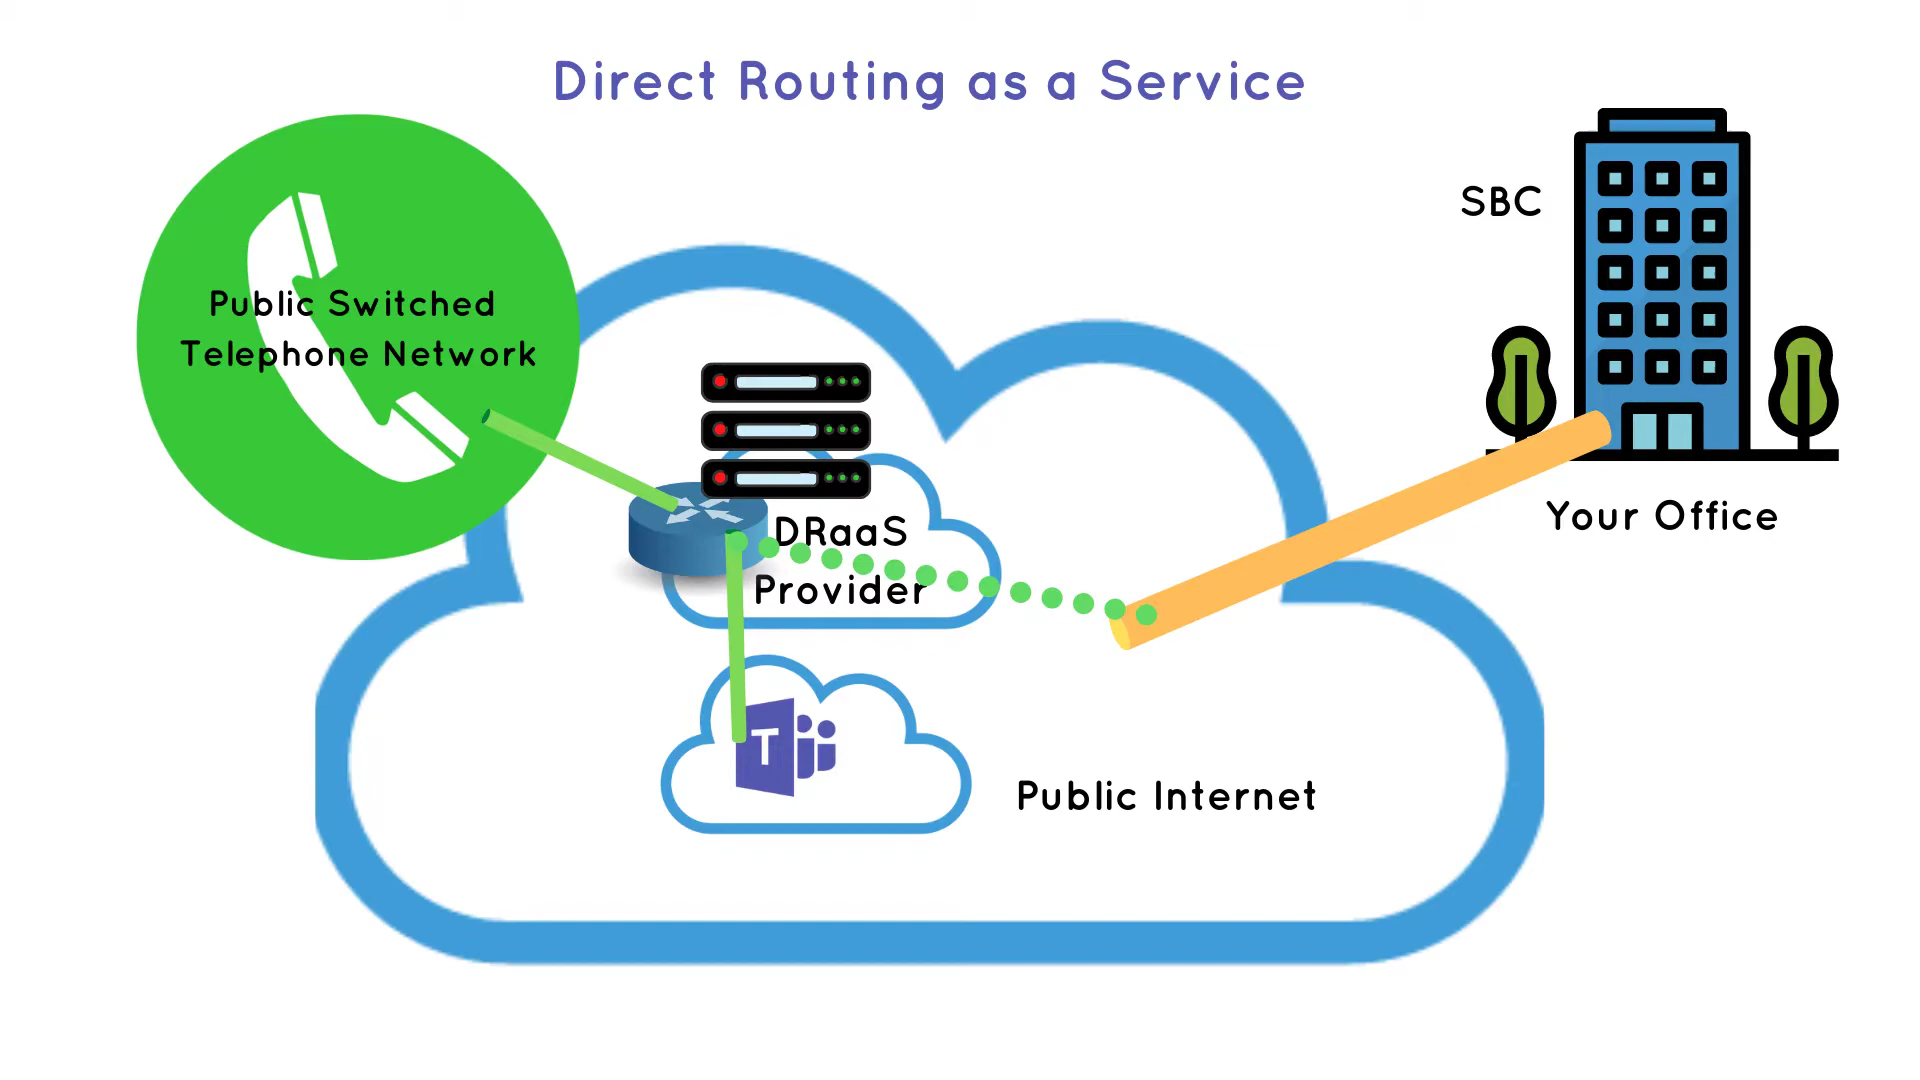 Direct Routing as a Service
SBC
Public Switched
Telephone Network
Your Office
DRaaS
Provider
T
Public Internet